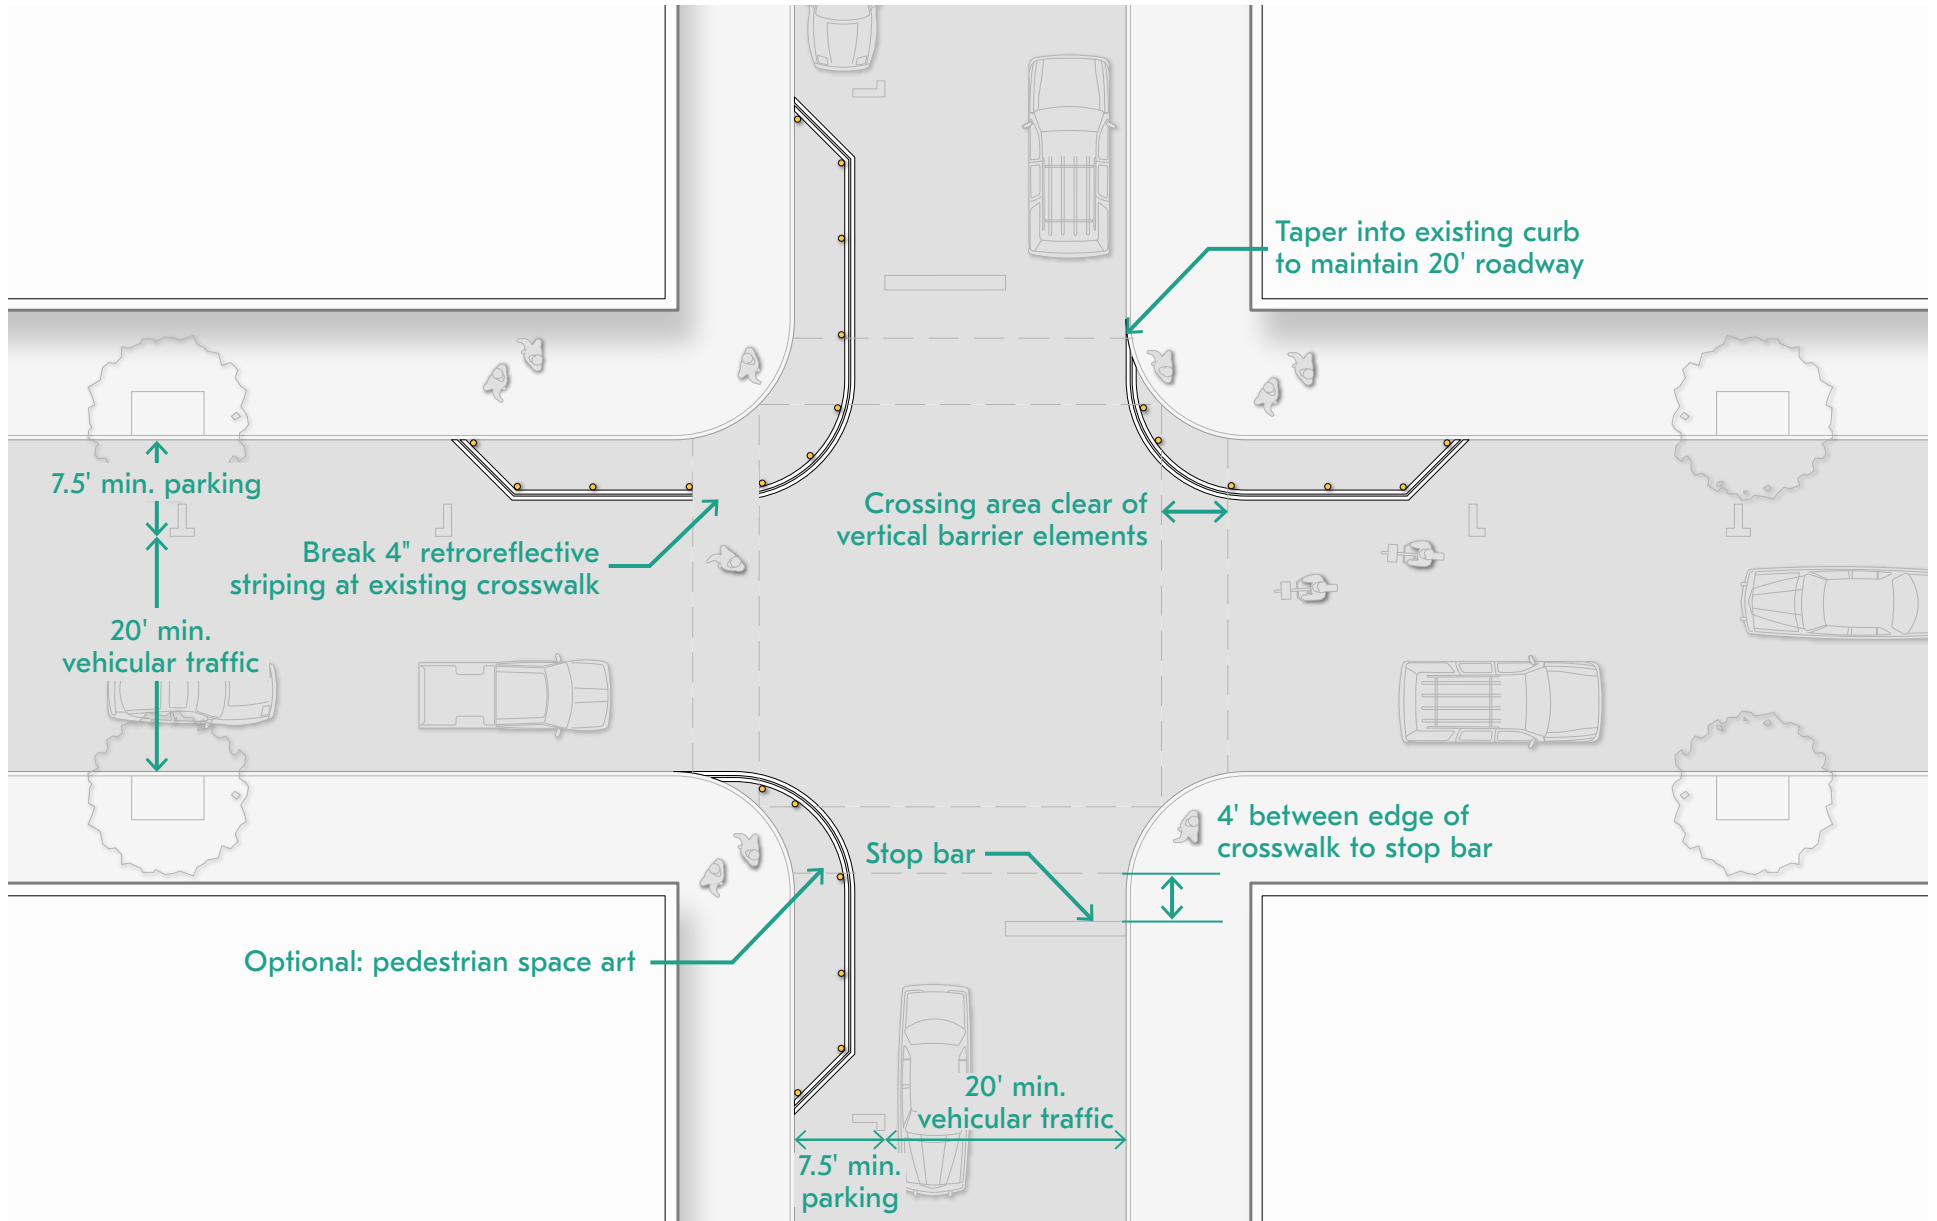 Taper into existing curb
to maintain 20' roadway
7.5' min. parking
Crossing area clear of
vertical barrier elements
Break 4" retroreflective
striping at existing crosswalk
20' min.
vehicular traffic
4' between edge of
crosswalk to stop bar
Stop bar
Optional: pedestrian space art
20' min.
vehicular traffic
7.5' min.
parking